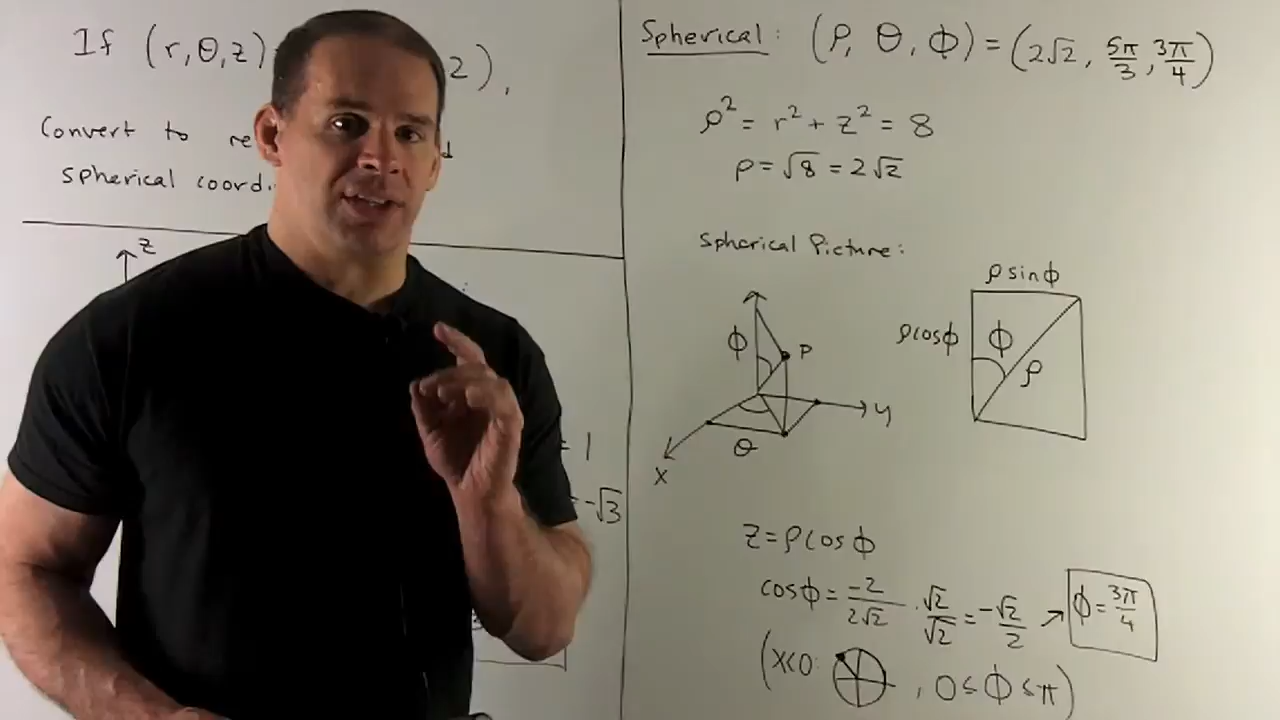 If (r, θ, z)
2),
Convert to re
d
spherical coord.
z
= 1
= -√3
Spherical: (ρ, θ, ϕ) = (2√2, 5π/3, 3π/4)
ρ² = r² + z² = 8
ρ = √8 = 2√2
Spherical Picture:
ρ sin ϕ
ϕ
P
ρcosϕ
ϕ
ρ
y
θ
x
z = ρ cos ϕ
cos ϕ = -2/2√2 · √2/√2 = -√2/2 → ϕ = 3π/4
(x<0: , 0 ≤ ϕ ≤ π)